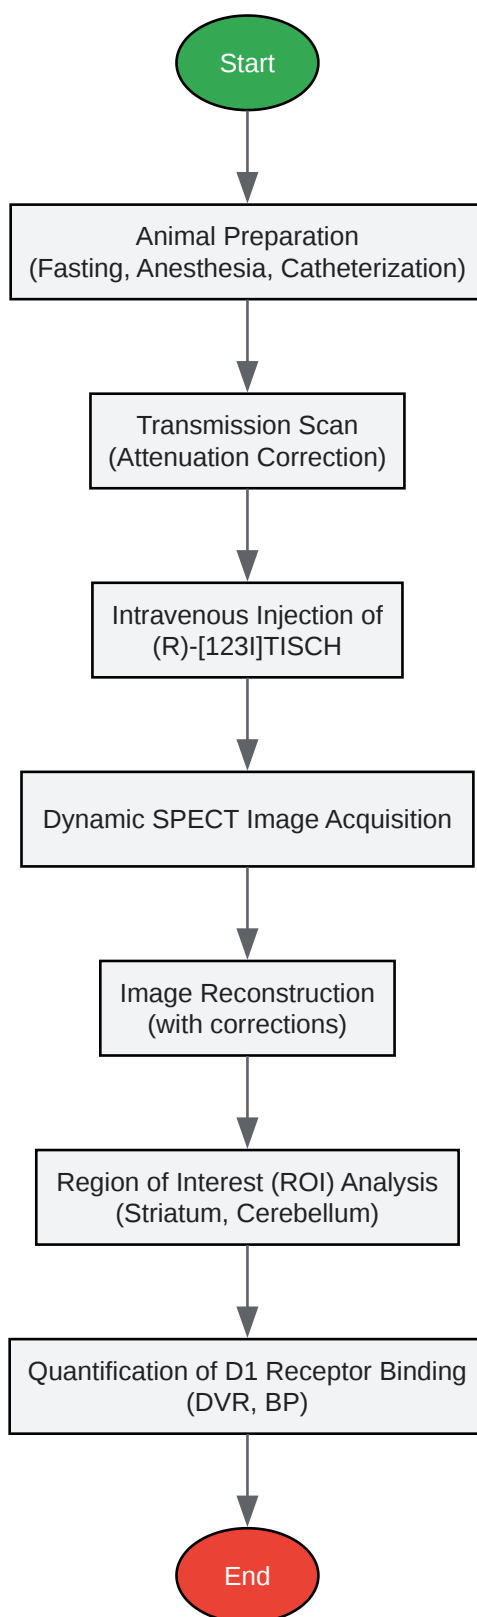 Start
Animal Preparation
(Fasting, Anesthesia, Catheterization)
Transmission Scan
(Attenuation Correction)
Intravenous Injection of
(R)-[123I]TISCH
Dynamic SPECT Image Acquisition
Image Reconstruction
(with corrections)
Region of Interest (ROI) Analysis
(Striatum, Cerebellum)
Quantification of D1 Receptor Binding
(DVR, BP)
End